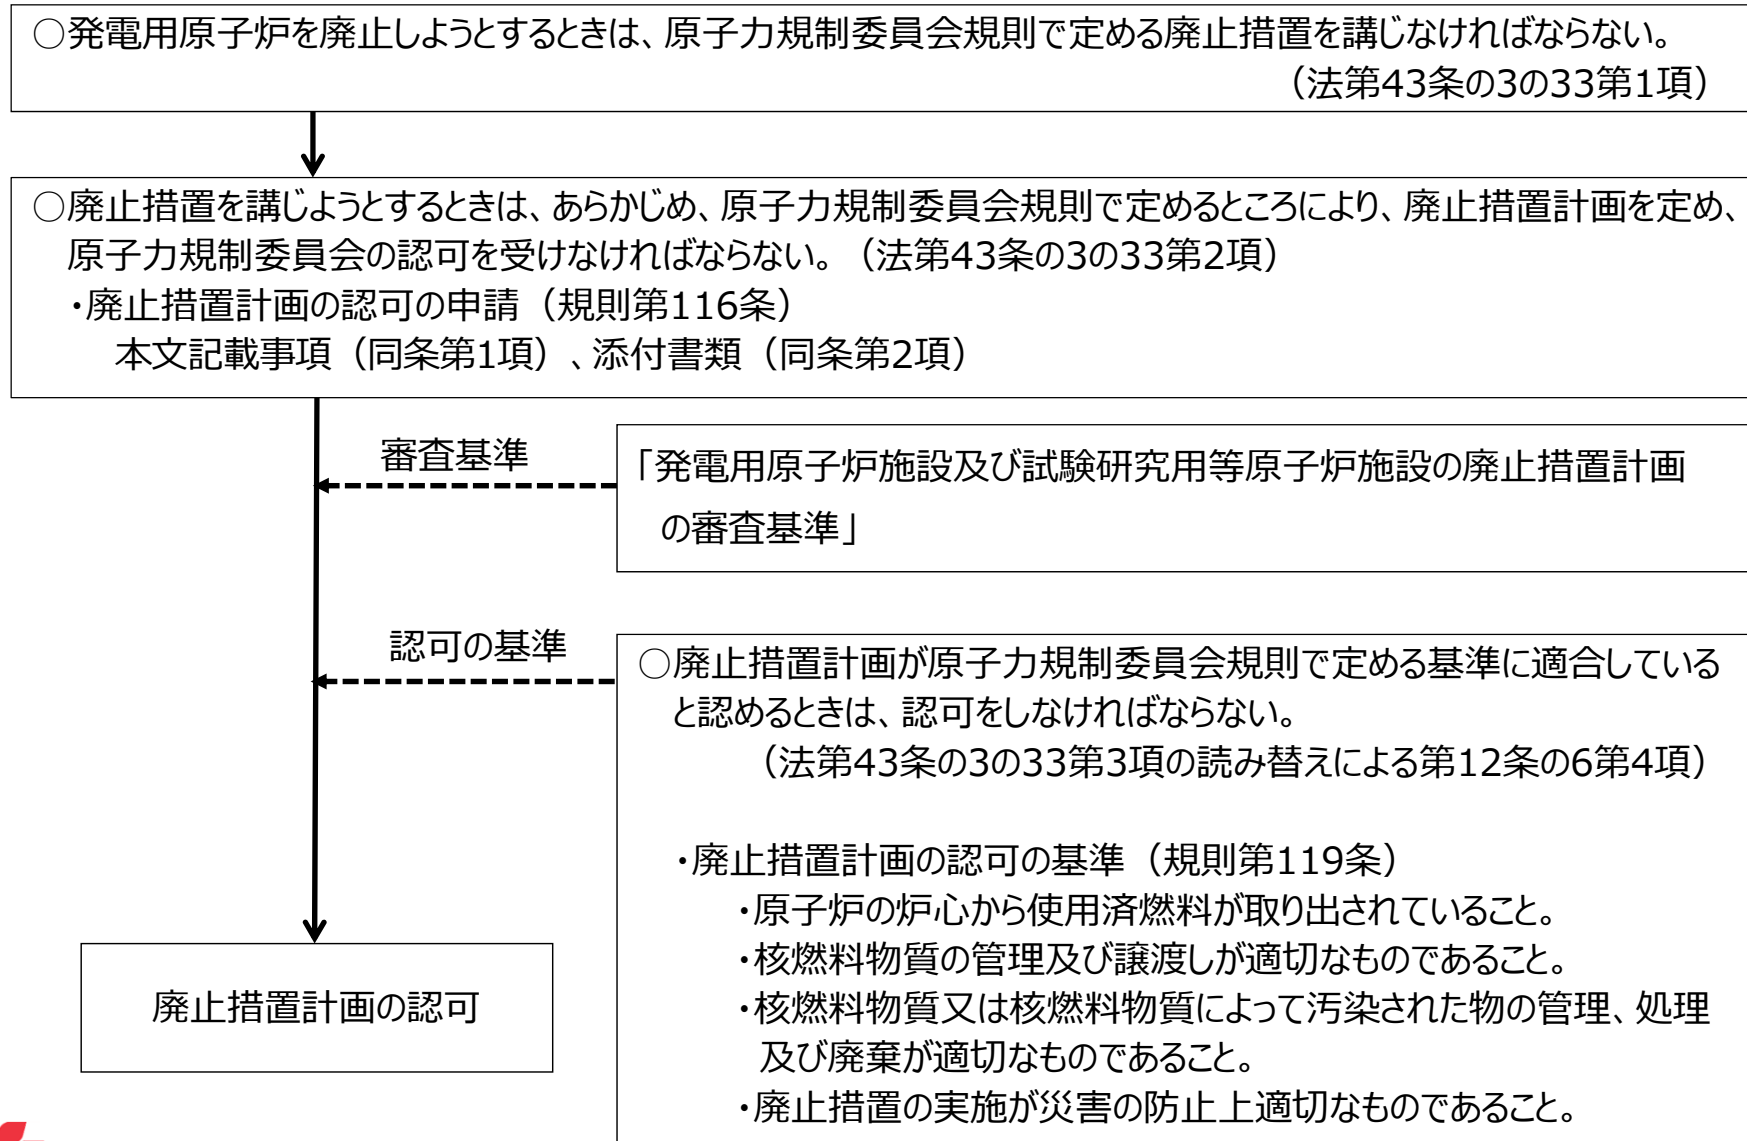 ○発電用原子炉を廃止しようとするときは、原子力規制委員会規則で定める廃止措置を講じなければならない。
（法第43条の3の33第1項）
○廃止措置を講じようとするときは、あらかじめ、原子力規制委員会規則で定めるところにより、廃止措置計画を定め、
原子力規制委員会の認可を受けなければならない。（法第43条の3の33第2項）
・廃止措置計画の認可の申請（規則第116条）
本文記載事項（同条第1項）、添付書類（同条第2項）
審査基準
「発電用原子炉施設及び試験研究用等原子炉施設の廃止措置計画
の審査基準」
認可の基準
○廃止措置計画が原子力規制委員会規則で定める基準に適合している
と認めるときは、認可をしなければならない。
（法第43条の3の33第3項の読み替えによる第12条の6第4項）
・廃止措置計画の認可の基準（規則第119条）
・原子炉の炉心から使用済燃料が取り出されていること。
・核燃料物質の管理及び譲渡しが適切なものであること。
・核燃料物質又は核燃料物質によって汚染された物の管理、処理
及び廃棄が適切なものであること。
・廃止措置の実施が災害の防止上適切なものであること。
廃止措置計画の認可